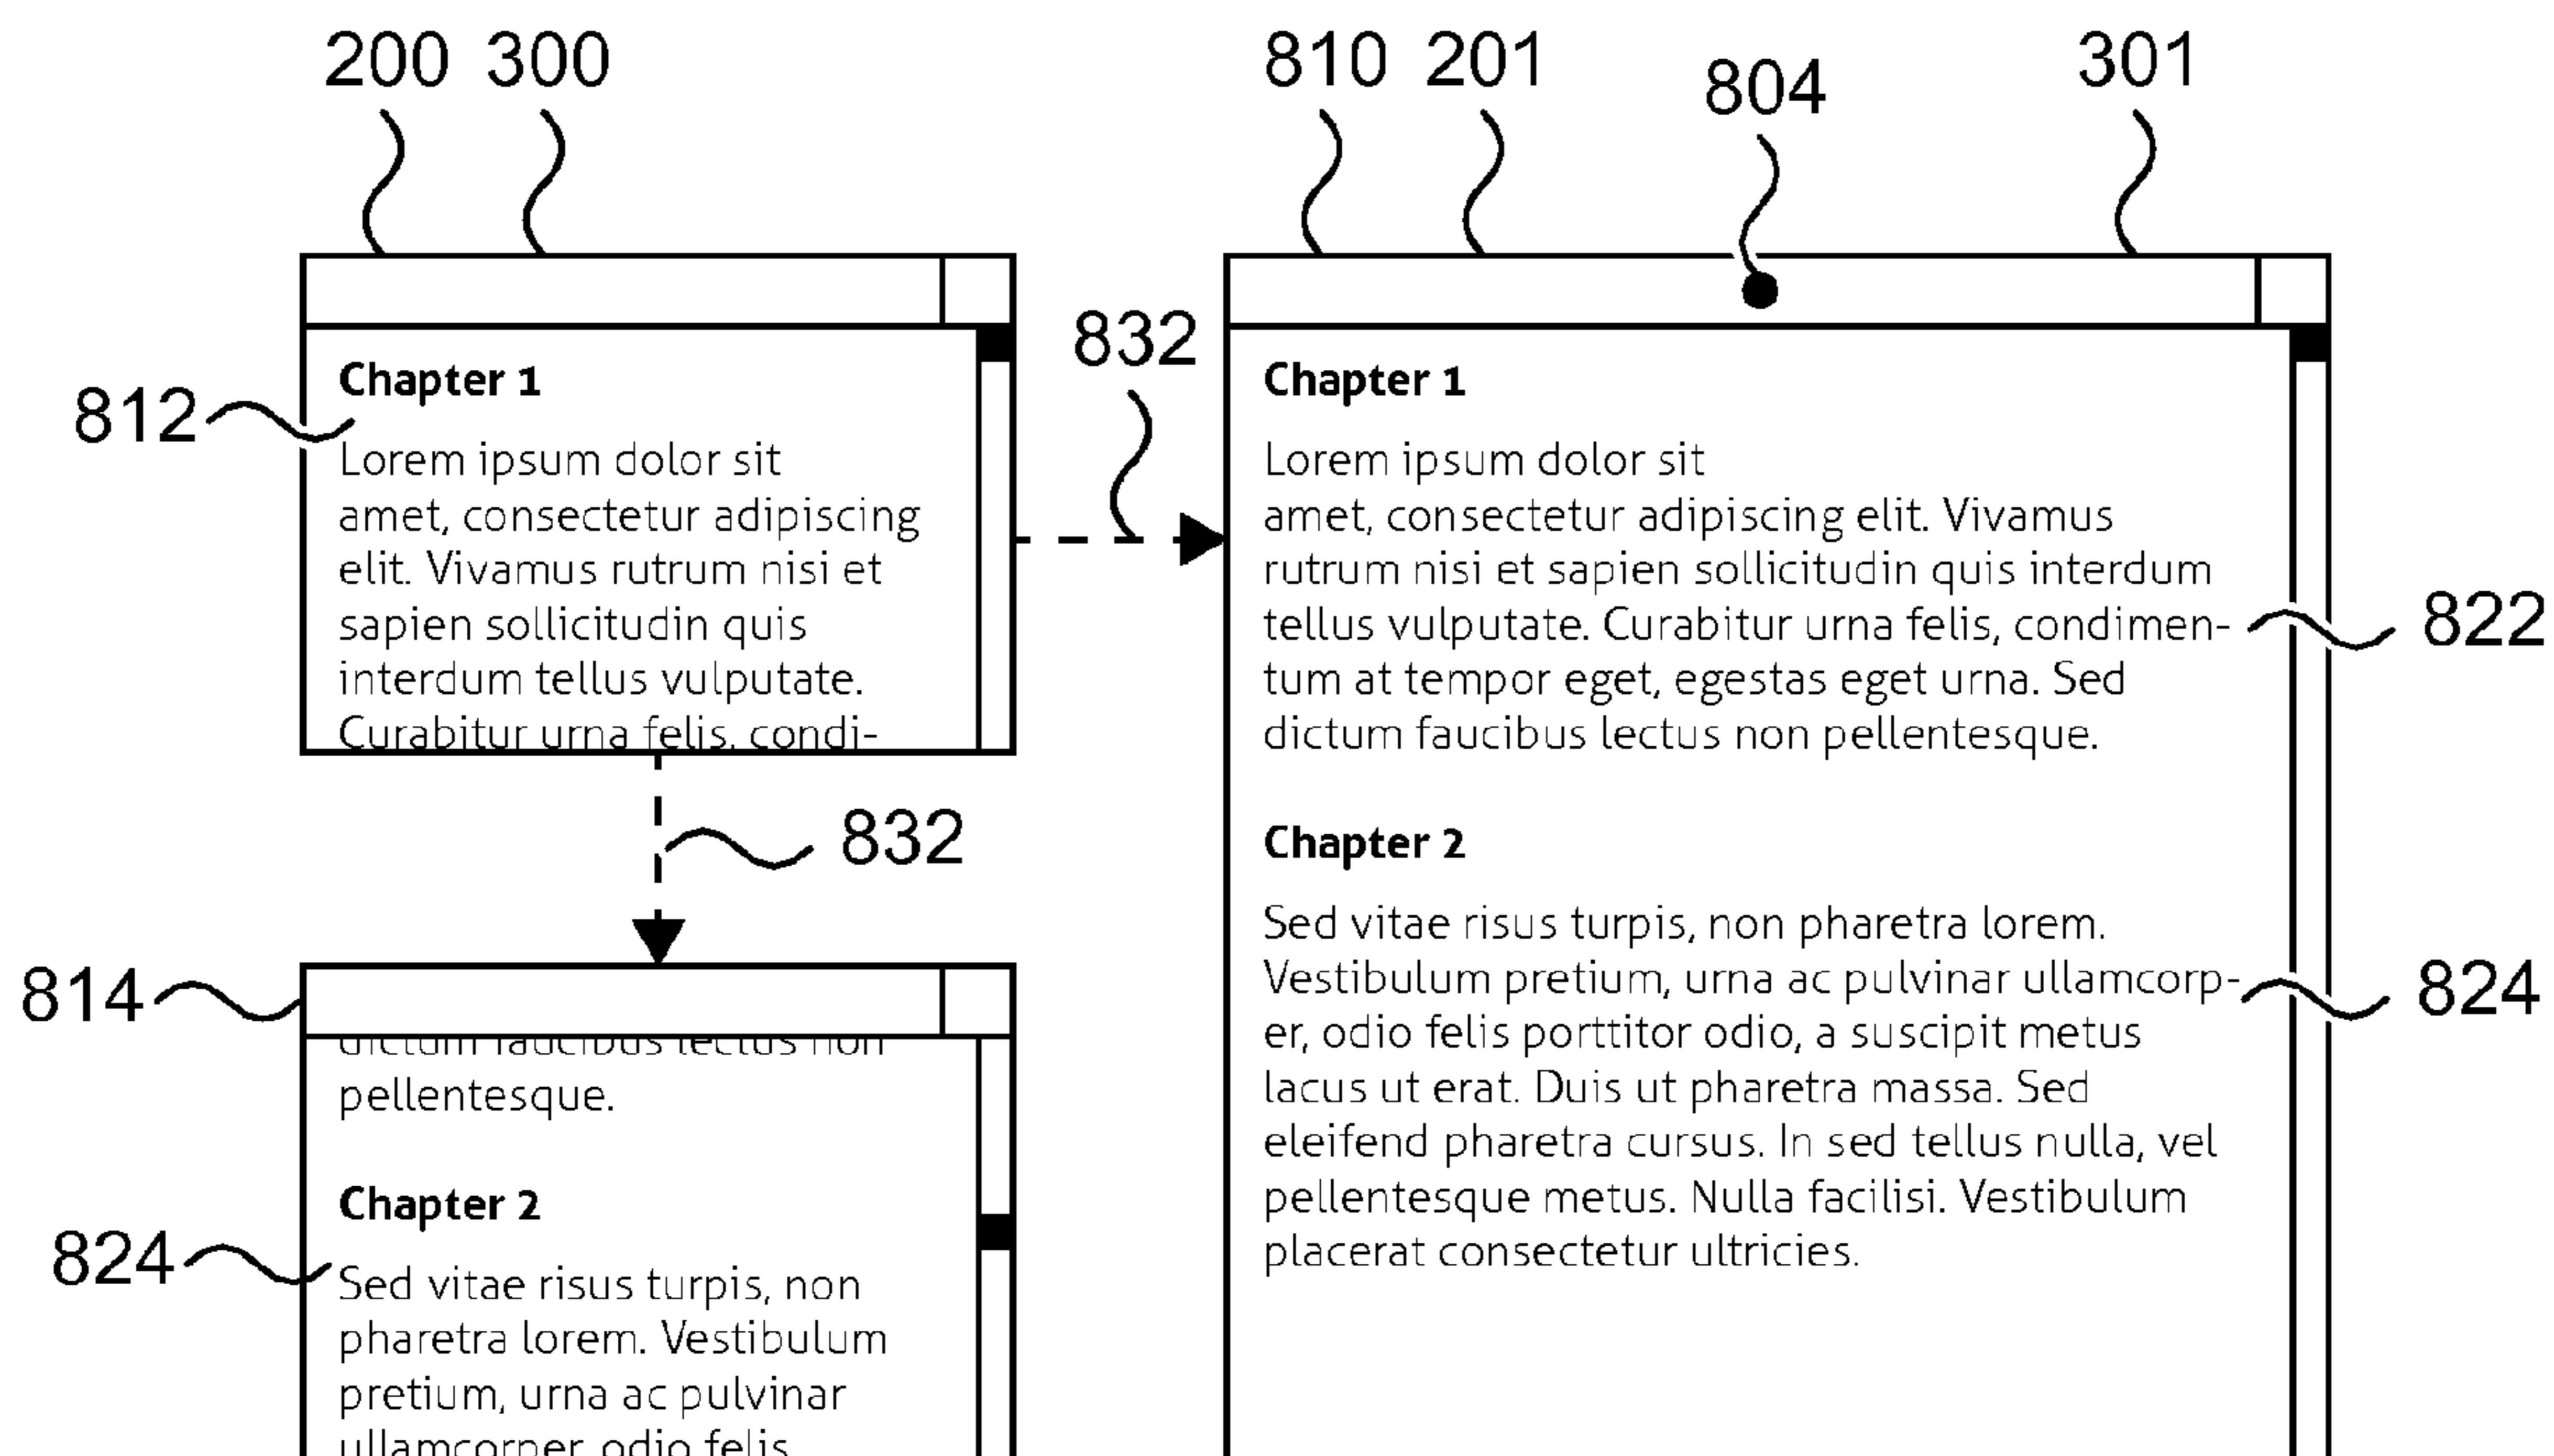 200 300
810 201 804 301
832
812
Chapter 1
Lorem ipsum dolor sit
amet, consectetur adipiscing
elit. Vivamus rutrum nisi et
sapien sollicitudin quis
interdum tellus vulputate.
Curabitur urna felis, condi-
832
814
dictum faucibus lectus non
pellentesque.
Chapter 2
824
Sed vitae risus turpis, non
pharetra lorem. Vestibulum
pretium, urna ac pulvinar
ullamcorper, odio felis
Chapter 1
Lorem ipsum dolor sit
amet, consectetur adipiscing elit. Vivamus
rutrum nisi et sapien sollicitudin quis interdum
tellus vulputate. Curabitur urna felis, condimen-
822
tum at tempor eget, egestas eget urna. Sed
dictum faucibus lectus non pellentesque.
Chapter 2
Sed vitae risus turpis, non pharetra lorem.
Vestibulum pretium, urna ac pulvinar ullamcorp-
824
er, odio felis porttitor odio, a suscipit metus
lacus ut erat. Duis ut pharetra massa. Sed
eleifend pharetra cursus. In sed tellus nulla, vel
pellentesque metus. Nulla facilisi. Vestibulum
placerat consectetur ultricies.